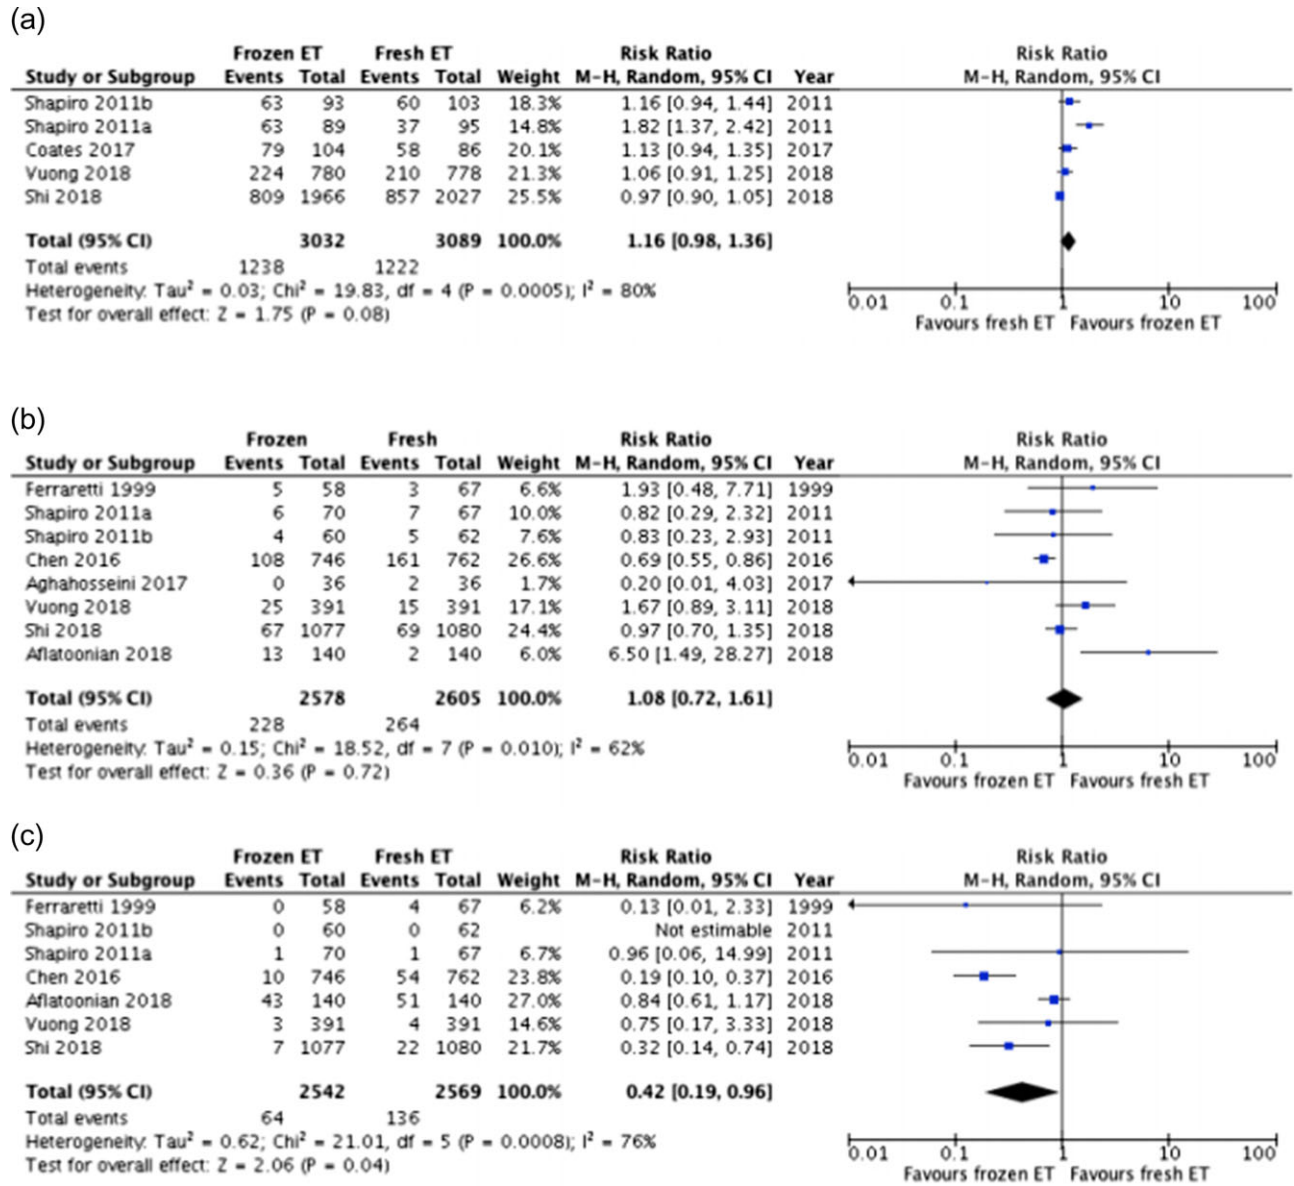 (a)
Frozen ET Fresh ET Risk Ratio Risk Ratio
Study or Subgroup Events Total Events Total Weight M-H, Random, 95% CI Year M-H, Random, 95% CI
Shapiro 2011b 63 93 60 103 18.3% 1.16 [0.94, 1.44] 2011
Shapiro 2011a 63 89 37 95 14.8% 1.82 [1.37, 2.42] 2011
Coates 2017 79 104 58 86 20.1% 1.13 [0.94, 1.35] 2017
Vuong 2018 224 780 210 778 21.3% 1.06 [0.91, 1.25] 2018
Shi 2018 809 1966 857 2027 25.5% 0.97 [0.90, 1.05] 2018
Total (95% CI) 3032 3089 100.0% 1.16 [0.98, 1.36]
Total events 1238 1222
Heterogeneity: Tau² = 0.03; Chi² = 19.83, df = 4 (P = 0.0005); I² = 80%
Test for overall effect: Z = 1.75 (P = 0.08)
0.01 0.1 1 10 100
Favours fresh ET Favours frozen ET
(b)
Frozen Fresh Risk Ratio Risk Ratio
Study or Subgroup Events Total Events Total Weight M-H, Random, 95% CI Year M-H, Random, 95% CI
Ferraretti 1999 5 58 3 67 6.6% 1.93 [0.48, 7.71] 1999
Shapiro 2011a 6 70 7 67 10.0% 0.82 [0.29, 2.32] 2011
Shapiro 2011b 4 60 5 62 7.6% 0.83 [0.23, 2.93] 2011
Chen 2016 108 746 161 762 26.6% 0.69 [0.55, 0.86] 2016
Aghahosseini 2017 0 36 2 36 1.7% 0.20 [0.01, 4.03] 2017
Vuong 2018 25 391 15 391 17.1% 1.67 [0.89, 3.11] 2018
Shi 2018 67 1077 69 1080 24.4% 0.97 [0.70, 1.35] 2018
Aflatoonian 2018 13 140 2 140 6.0% 6.50 [1.49, 28.27] 2018
Total (95% CI) 2578 2605 100.0% 1.08 [0.72, 1.61]
Total events 228 264
Heterogeneity: Tau² = 0.15; Chi² = 18.52, df = 7 (P = 0.010); I² = 62%
Test for overall effect: Z = 0.36 (P = 0.72)
0.01 0.1 1 10 100
Favours frozen ET Favours fresh ET
(c)
Frozen ET Fresh ET Risk Ratio Risk Ratio
Study or Subgroup Events Total Events Total Weight M-H, Random, 95% CI Year M-H, Random, 95% CI
Ferraretti 1999 0 58 4 67 6.2% 0.13 [0.01, 2.33] 1999
Shapiro 2011b 0 60 0 62 Not estimable 2011
Shapiro 2011a 1 70 1 67 6.7% 0.96 [0.06, 14.99] 2011
Chen 2016 10 746 54 762 23.8% 0.19 [0.10, 0.37] 2016
Aflatoonian 2018 43 140 51 140 27.0% 0.84 [0.61, 1.17] 2018
Vuong 2018 3 391 4 391 14.6% 0.75 [0.17, 3.33] 2018
Shi 2018 7 1077 22 1080 21.7% 0.32 [0.14, 0.74] 2018
Total (95% CI) 2542 2569 100.0% 0.42 [0.19, 0.96]
Total events 64 136
Heterogeneity: Tau² = 0.62; Chi² = 21.01, df = 5 (P = 0.0008); I² = 76%
Test for overall effect: Z = 2.06 (P = 0.04)
0.01 0.1 1 10 100
Favours frozen ET Favours fresh ET